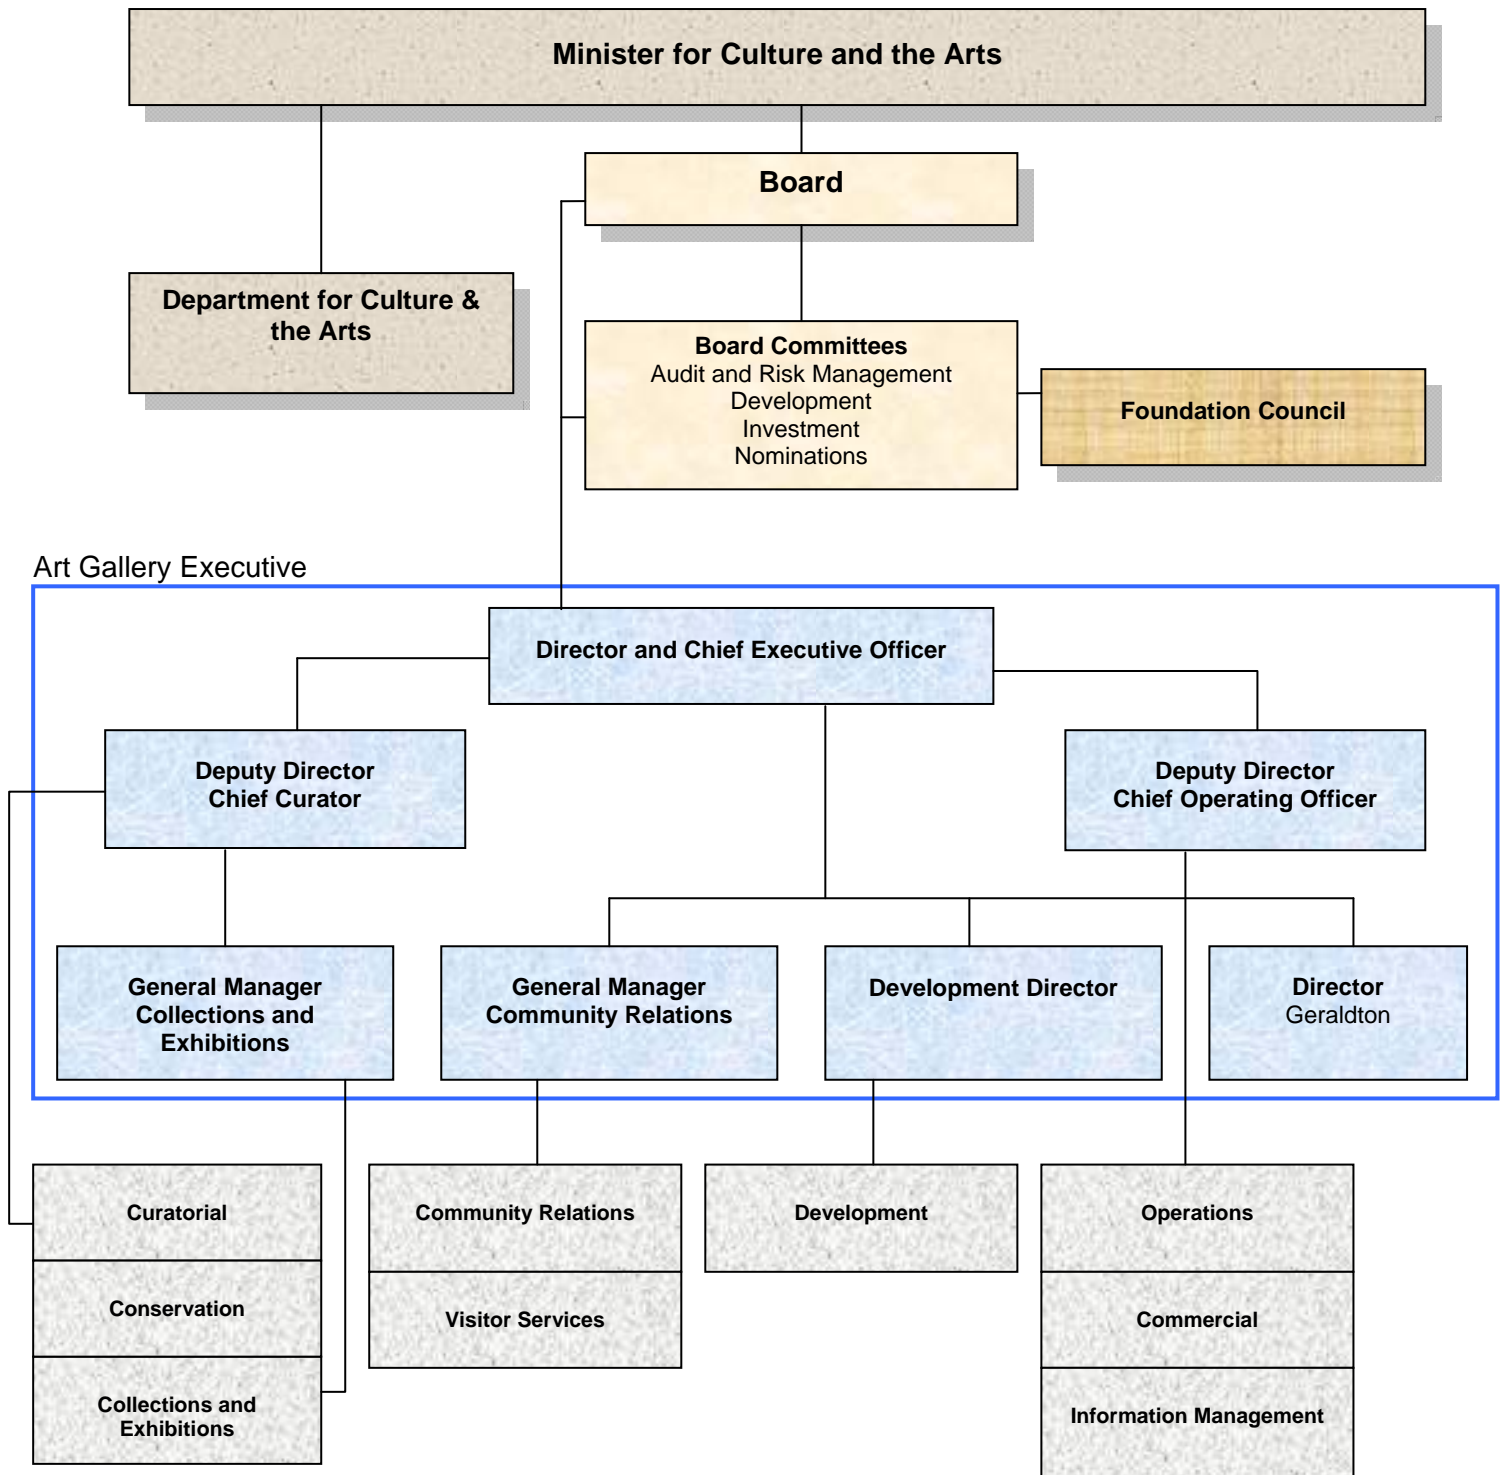 Minister for Culture and the Arts
Board
Department for Culture &
the Arts
Board Committees
Audit and Risk Management
Development
Investment
Nominations
Foundation Council
Art Gallery Executive
Director and Chief Executive Officer
Deputy Director
Chief Curator
Deputy Director
Chief Operating Officer
General Manager
Collections and
Exhibitions
General Manager
Community Relations
Development Director
Director
Geraldton
Curatorial
Community Relations
Development
Operations
Conservation
Visitor Services
Commercial
Collections and
Exhibitions
Information Management